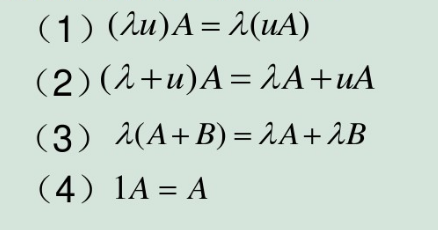 （1）(λu)A = λ(uA)
（2）(λ+u)A = λA+uA
（3） λ(A+B) = λA+λB
（4） 1A = A